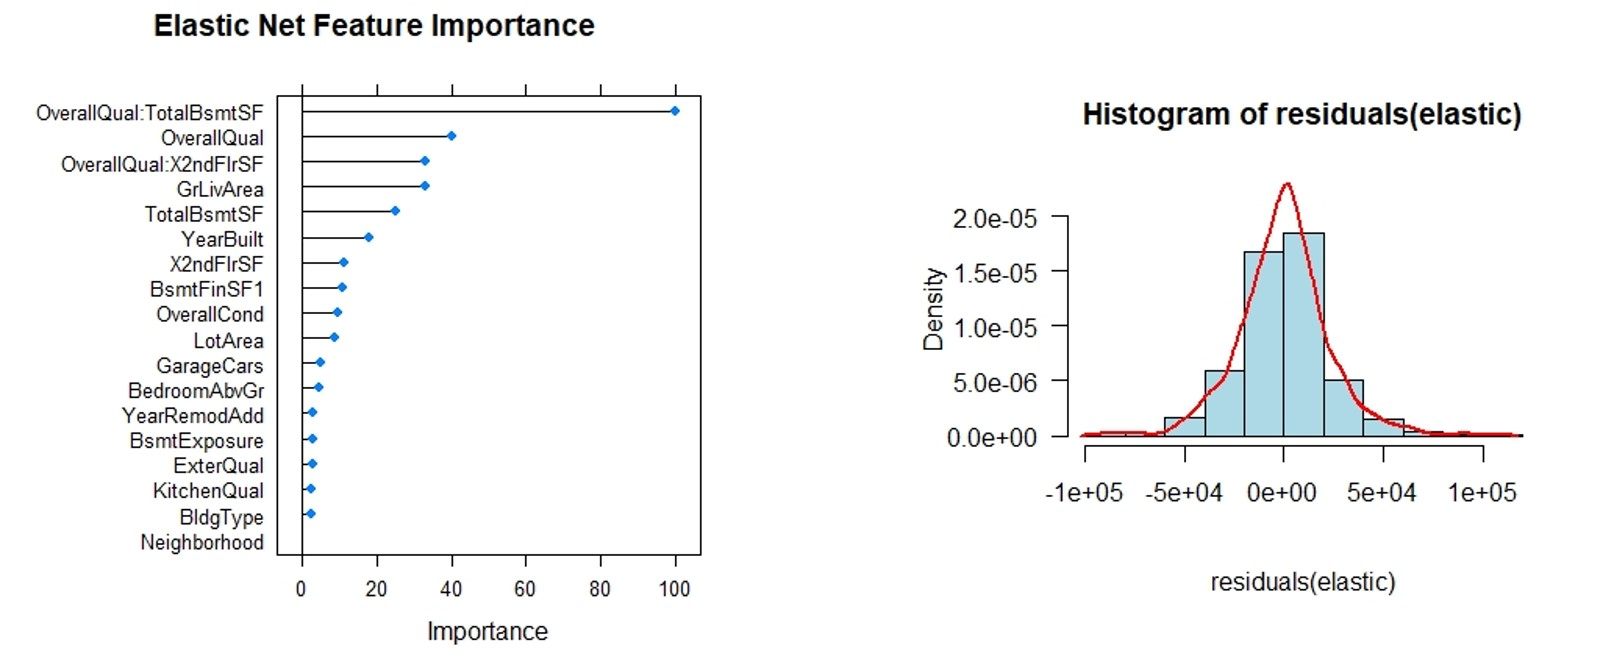 Elastic Net Feature Importance
OverallQual:TotalBsmtSF
OverallQual
OverallQual:X2ndFlrSF
GrLivArea
TotalBsmtSF
YearBuilt
X2ndFlrSF
BsmtFinSF1
OverallCond
LotArea
GarageCars
BedroomAbvGr
YearRemodAdd
BsmtExposure
ExterQual
KitchenQual
BldgType
Neighborhood
0 20 40 60 80 100
Importance
Histogram of residuals(elastic)
Density
2.0e-05
1.5e-05
1.0e-05
5.0e-06
0.0e+00
-1e+05 -5e+04 0e+00 5e+04 1e+05
residuals(elastic)